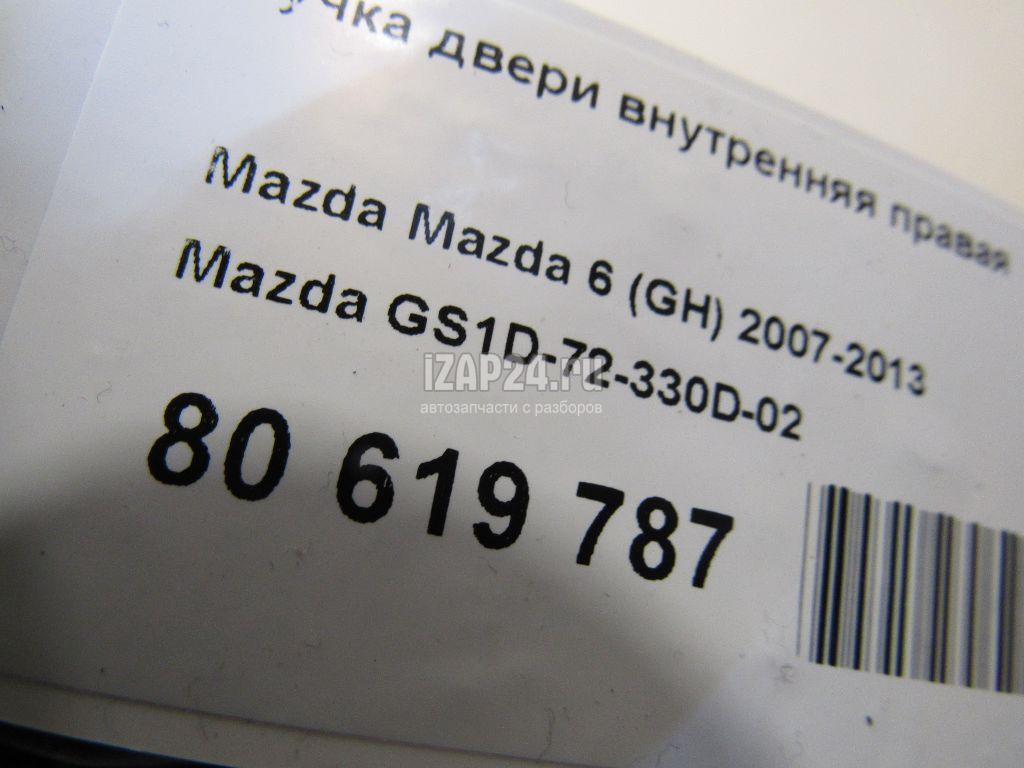 учка двери внутренняя правая
Mazda Mazda 6 (GH) 2007-2013
Mazda GS1D-72-330D-02
iZAP24.ru
автозапчасти с разборов
80 619 787